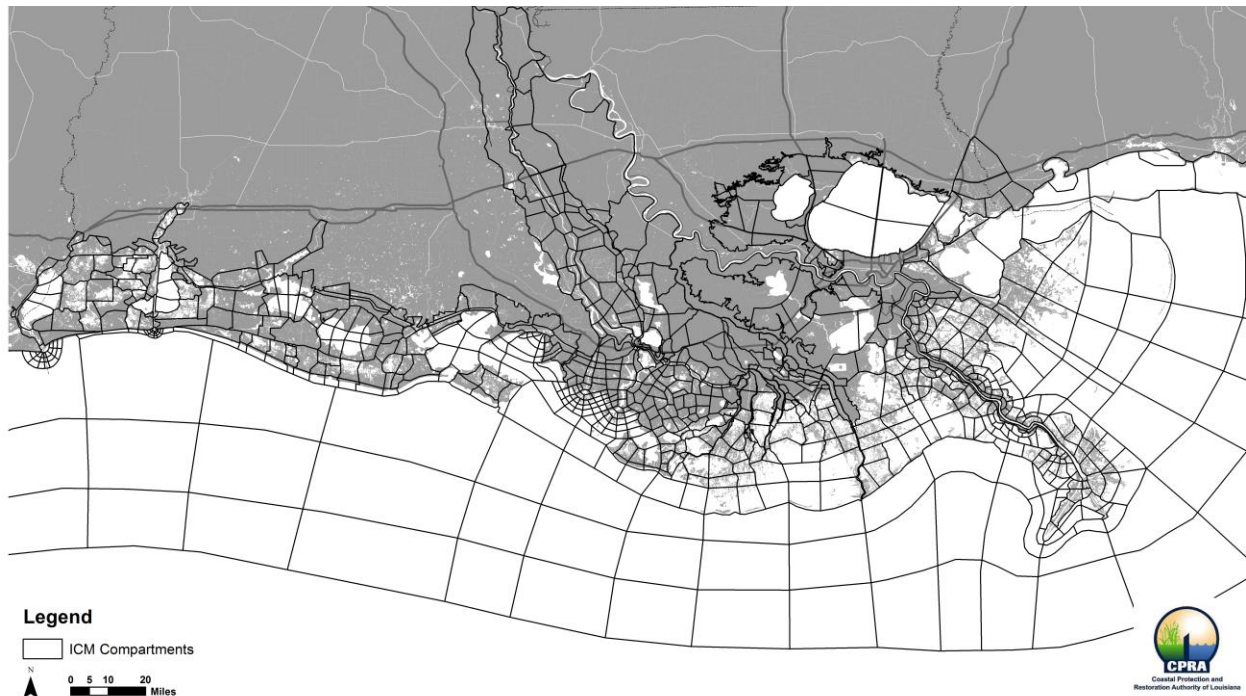 Legend
ICM Compartments
N
0 5 10 20
Miles
CPRA
Coastal Protection and
Restoration Authority of Louisiana